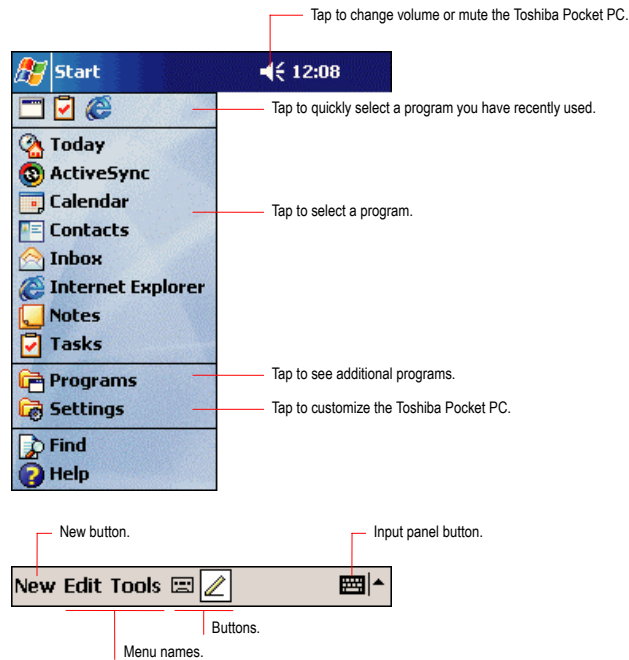 Tap to change volume or mute the Toshiba Pocket PC.
Start 12:08
Tap to quickly select a program you have recently used.
Today
ActiveSync
Calendar
Tap to select a program.
Contacts
Inbox
Internet Explorer
Notes
Tasks
Programs
Tap to see additional programs.
Settings
Tap to customize the Toshiba Pocket PC.
Find
Help
New button.
Input panel button.
New Edit Tools
Buttons.
Menu names.